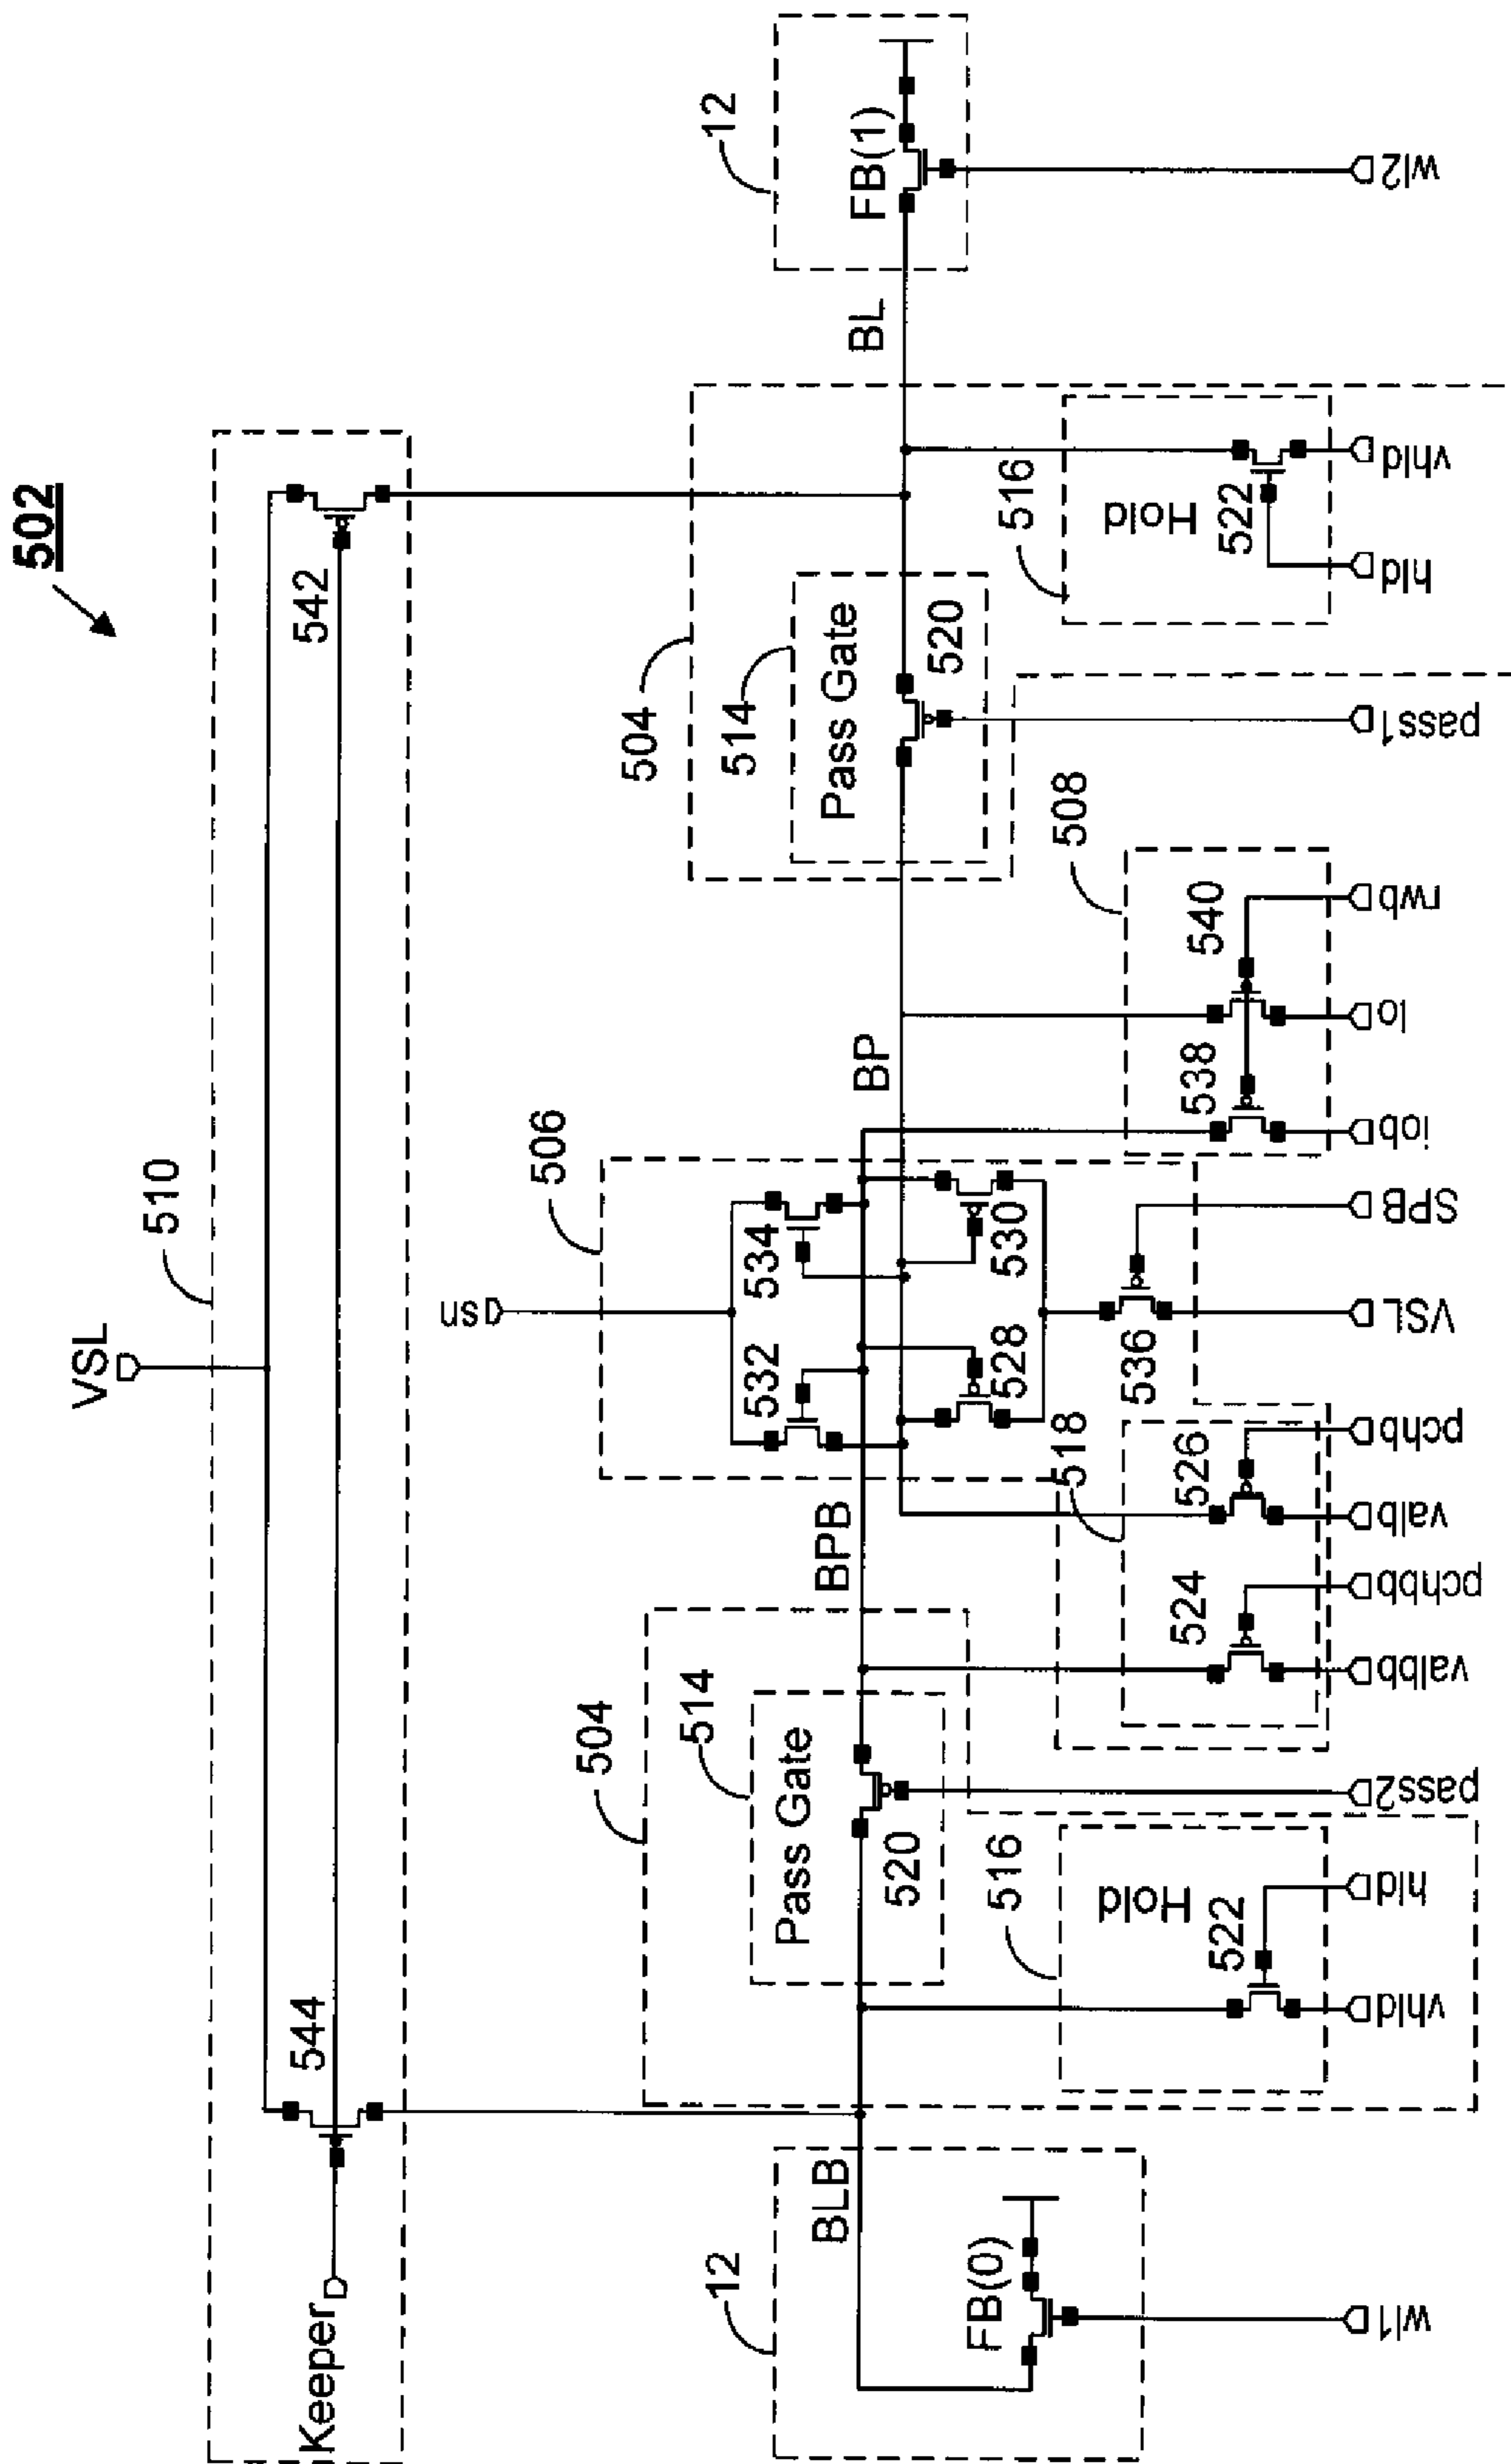 502
VSL
510
Keeper
544
542
12
FB(0)
BLB
wl1
504
514
Pass Gate
520
516
Hold
522
vhld
hld
pass2
BPB
518
524
526
valbb
pchbb
valb
pchb
506
sn
532
534
528
530
536
VSL
SPB
BP
508
538
540
iob
Io
rwb
504
514
Pass Gate
520
pass1
516
Hold
522
hld
vhld
BL
12
FB(1)
wl2